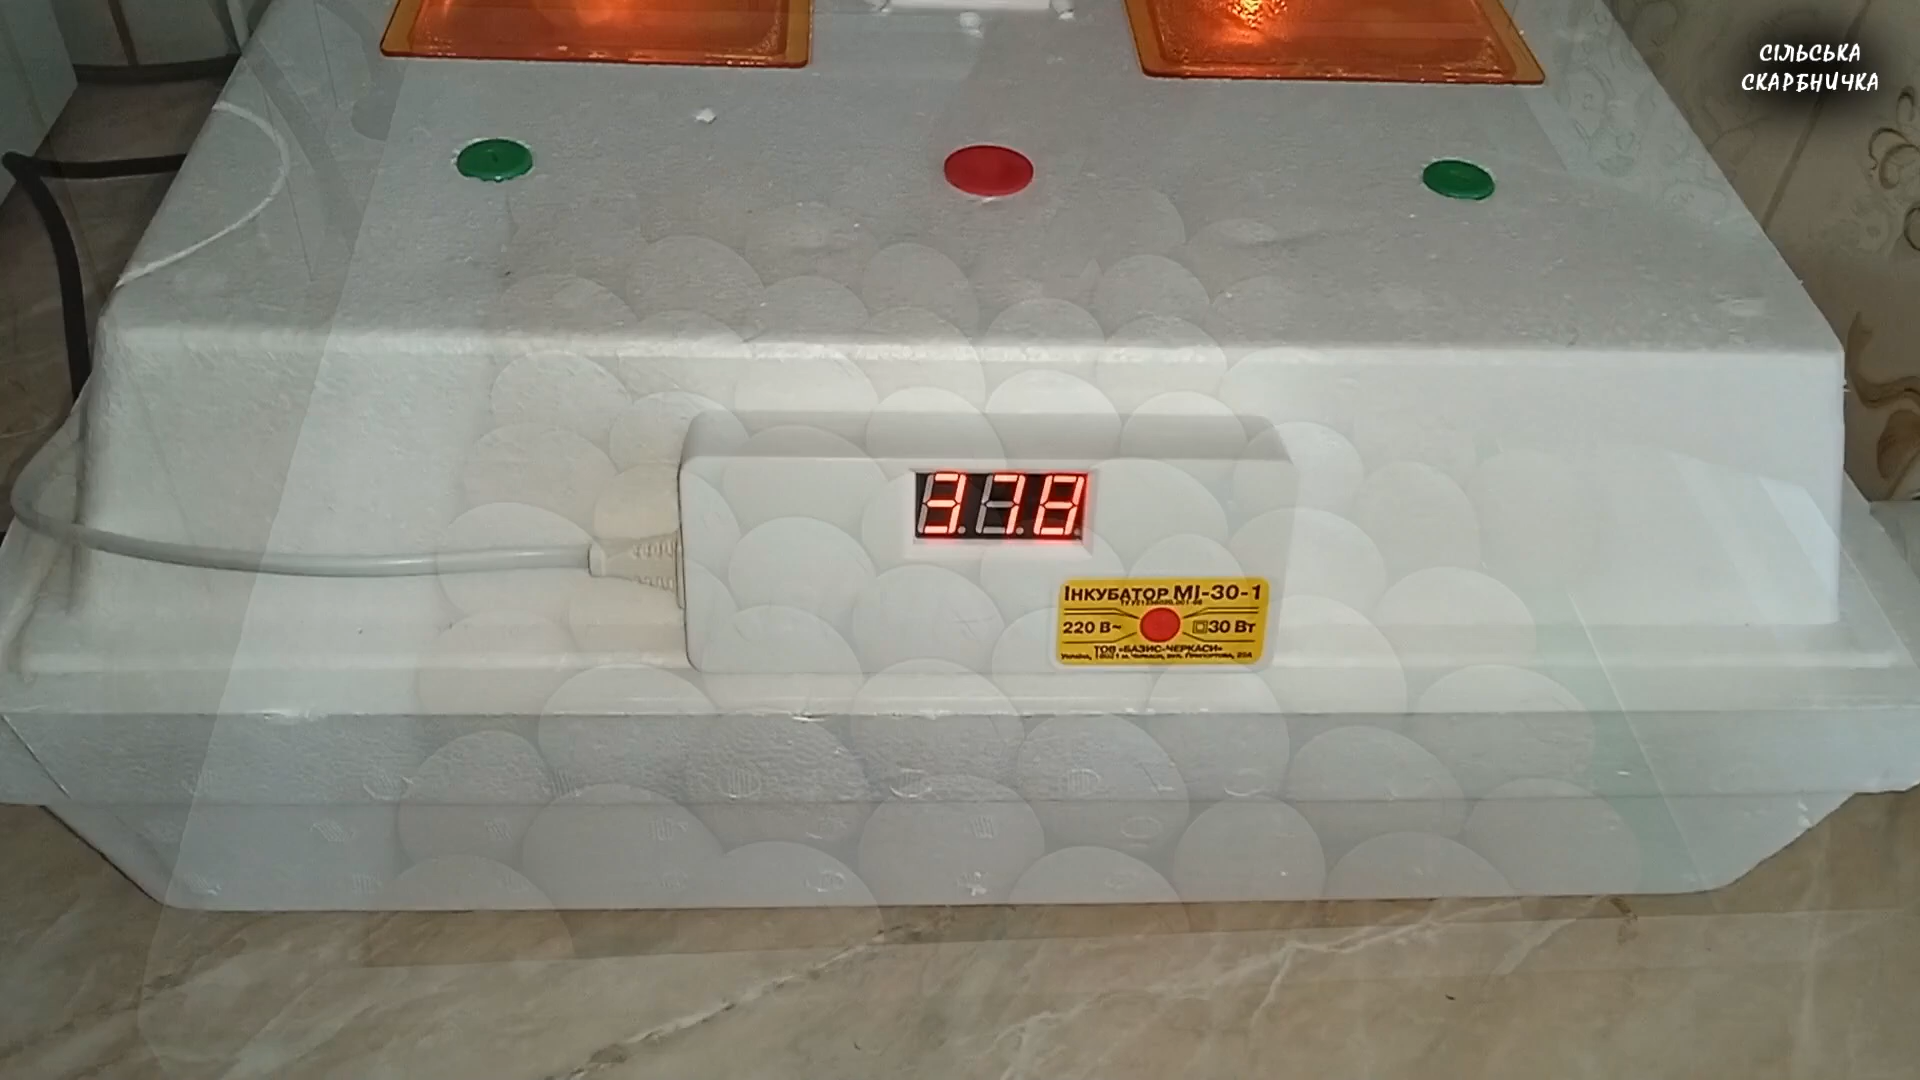 СІЛЬСЬКА
СКАРБНИЧКА
37.8
ІНКУБАТОР МІ-30-1
220 В~
30 Вт
ТОВ «БАЗИС-ЧЕРКАСИ»